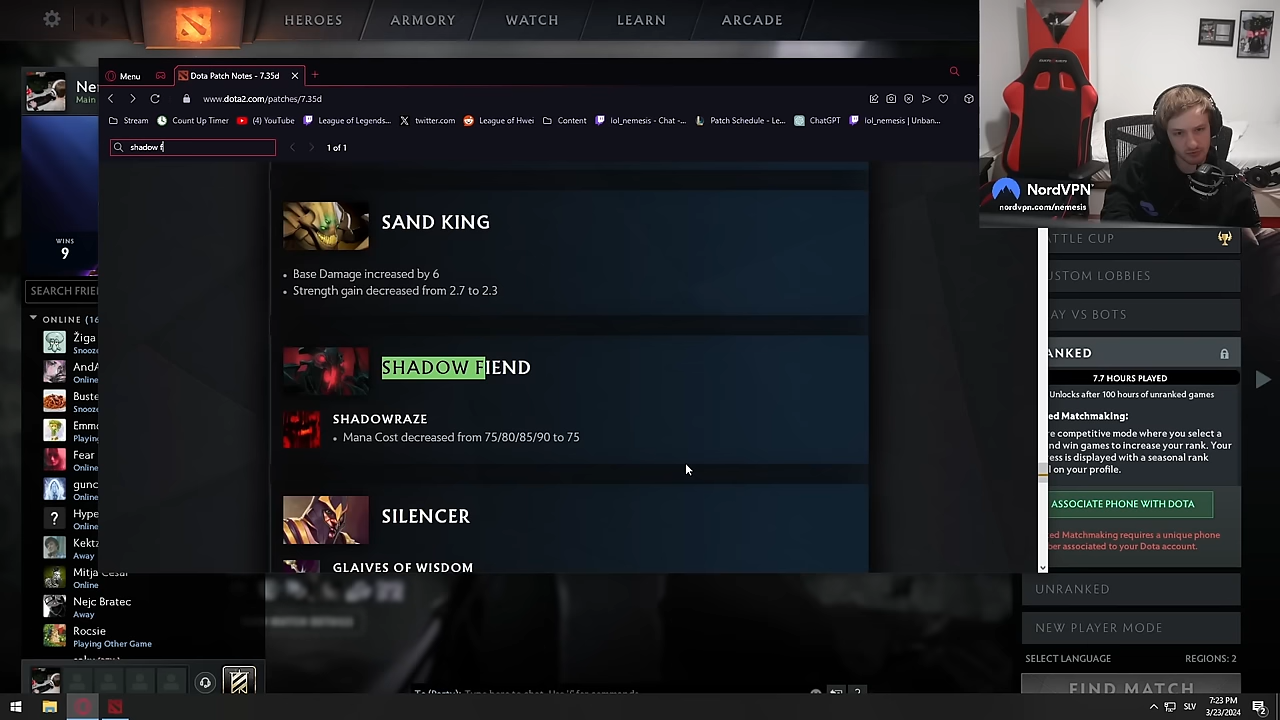 HEROES
ARMORY
WATCH
LEARN
ARCADE
Menu
Dota Patch Notes - 7.35d
www.dota2.com/patches/7.35d
Stream
Count Up Timer
(4) YouTube
League of Legends...
twitter.com
League of Hwei
Content
lol_nemesis - Chat -...
Patch Schedule - Le...
ChatGPT
lol_nemesis | Unban...
shadow f
1 of 1
Main
WINS
9
SEARCH FRIE
ONLINE (16
Žiga
Snooz
AndA
Online
Buste
Snooz
Emmo
Playing
Fear
Online
gunc
Online
Hype
Online
Kektz
Away
Mitja Cesar
Online
Nejc Bratec
Away
Rocsie
Playing Other Game
SAND KING
Base Damage increased by 6
Strength gain decreased from 2.7 to 2.3
SHADOW FIEND
SHADOWRAZE
Mana Cost decreased from 75/80/85/90 to 75
SILENCER
GLAIVES OF WISDOM
NordVPN
nordvpn.com/nemesis
ATTLE CUP
USTOM LOBBIES
AY VS BOTS
ANKED
7.7 HOURS PLAYED
Unlocks after 100 hours of unranked games
ed Matchmaking:
re competitive mode where you select a
nd win games to increase your rank. Your
ess is displayed with a seasonal rank
l on your profile.
ASSOCIATE PHONE WITH DOTA
ed Matchmaking requires a unique phone
ber associated to your Dota account.
UNRANKED
NEW PLAYER MODE
SELECT LANGUAGE
REGIONS: 2
FIND MATCH
7:23 PM
SLV
3/23/2024
2